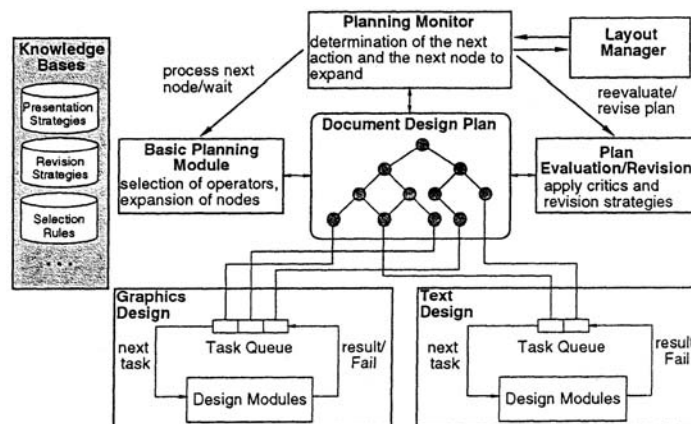 Knowledge
Bases
Presentation
Strategies
Revision
Strategies
Selection
Rules
• • •
Planning Monitor
determination of the next
action and the next node to
expand
Layout
Manager
process next
node/wait
reevaluate/
revise plan
Document Design Plan
Basic Planning
Module
selection of operators,
expansion of nodes
Plan
Evaluation/Revision
apply critics and
revision strategies
Graphics
Design
next
task
Task Queue
result/
Fail
Design Modules
Text
Design
next
task
Task Queue
result/
Fail
Design Modules